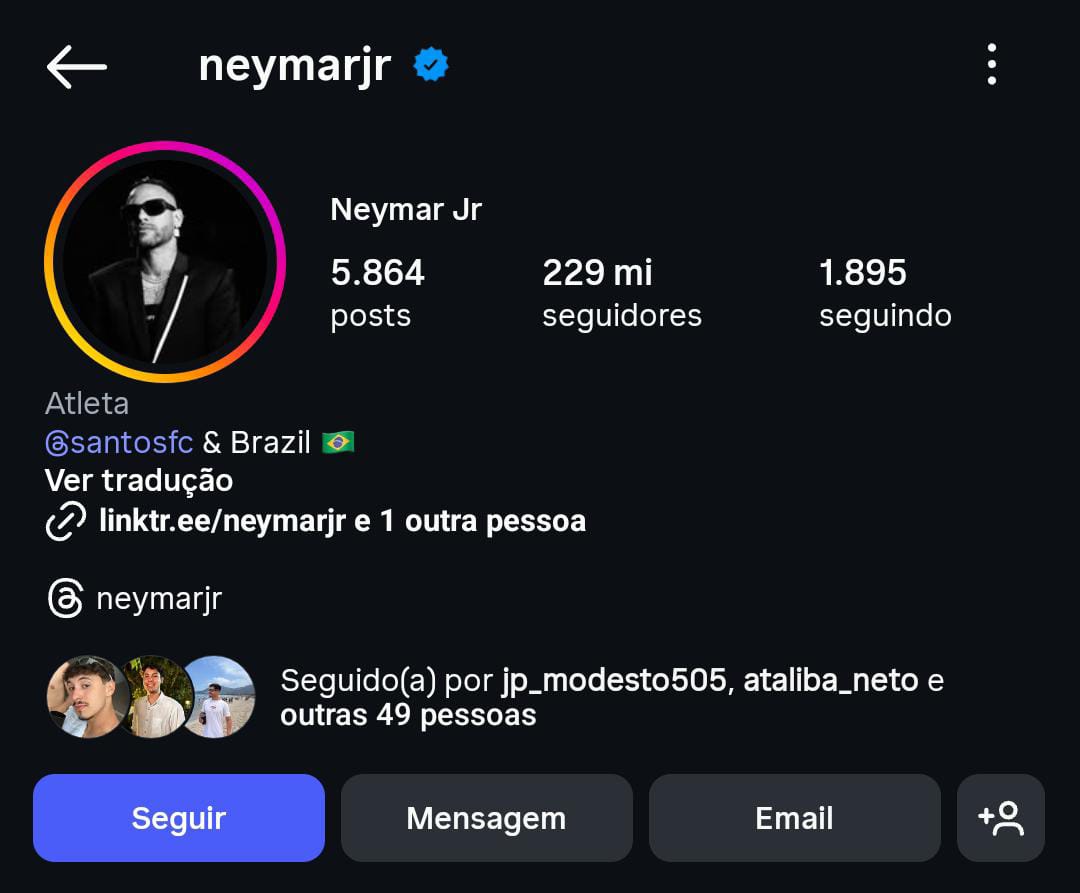 neymarjr
Neymar Jr
5.864 229 mi 1.895
posts seguidores seguindo
Atleta
@santosfc & Brazil 🇧🇷
Ver tradução
linktr.ee/neymarjr e 1 outra pessoa
neymarjr
Seguido(a) por jp_modesto505, ataliba_neto e
outras 49 pessoas
Seguir Mensagem Email